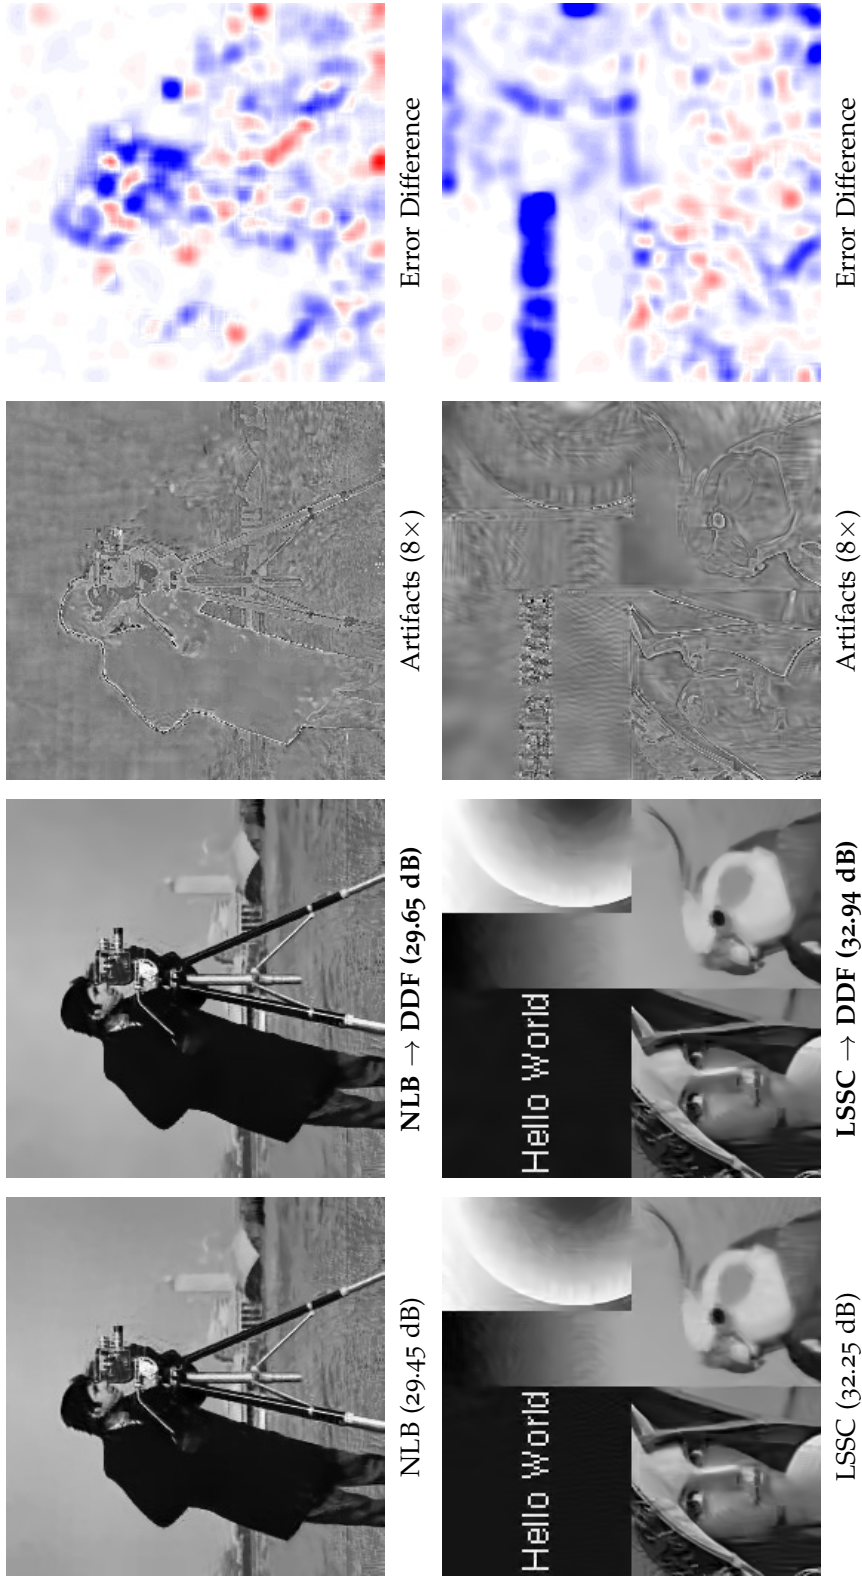 Hello World
Hello World
NLB (29.45 dB)
NLB → DDF (29.65 dB)
Artifacts (8×)
Error Difference
LSSC (32.25 dB)
LSSC → DDF (32.94 dB)
Artifacts (8×)
Error Difference